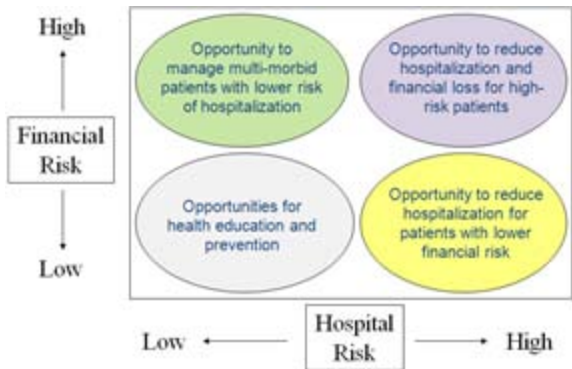 High
Financial
Risk
Low
Opportunity to
manage multi-morbid
patients with lower risk
of hospitalization
Opportunity to reduce
hospitalization and
financial loss for high-
risk patients
Opportunities for
health education and
prevention
Opportunity to reduce
hospitalization for
patients with lower
financial risk
Low
Hospital
Risk
High